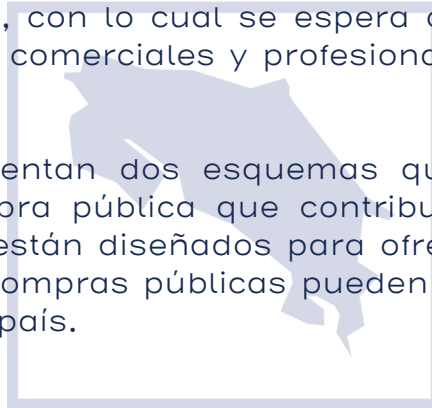 , con lo cual se espera
comerciales y profesiona
entan dos esquemas qu
bra pública que contribu
están diseñados para ofre
ompras públicas pueden
país.